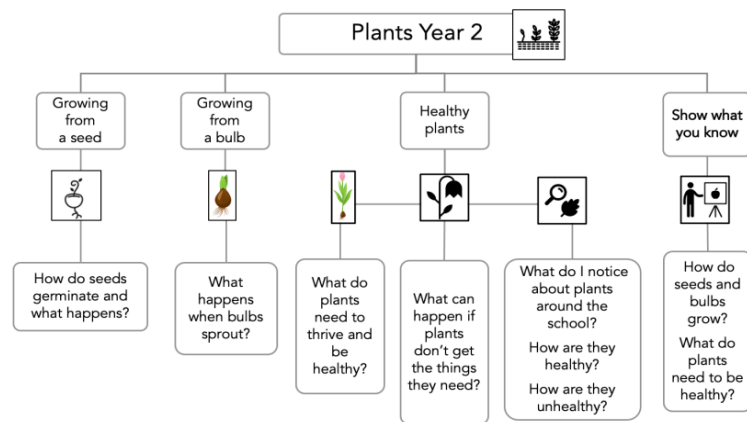 Plants Year 2
Growing
from
a seed
Growing
from
a bulb
Healthy
plants
Show what
you know
How do seeds
germinate and
what happens?
What
happens
when bulbs
sprout?
What do
plants
need to
thrive and
be
healthy?
What can
happen if
plants
don't get
the things
they need?
What do I notice
about plants
around the
school?
How are they
healthy?
How are they
unhealthy?
How do
seeds and
bulbs
grow?
What do
plants
need to be
healthy?